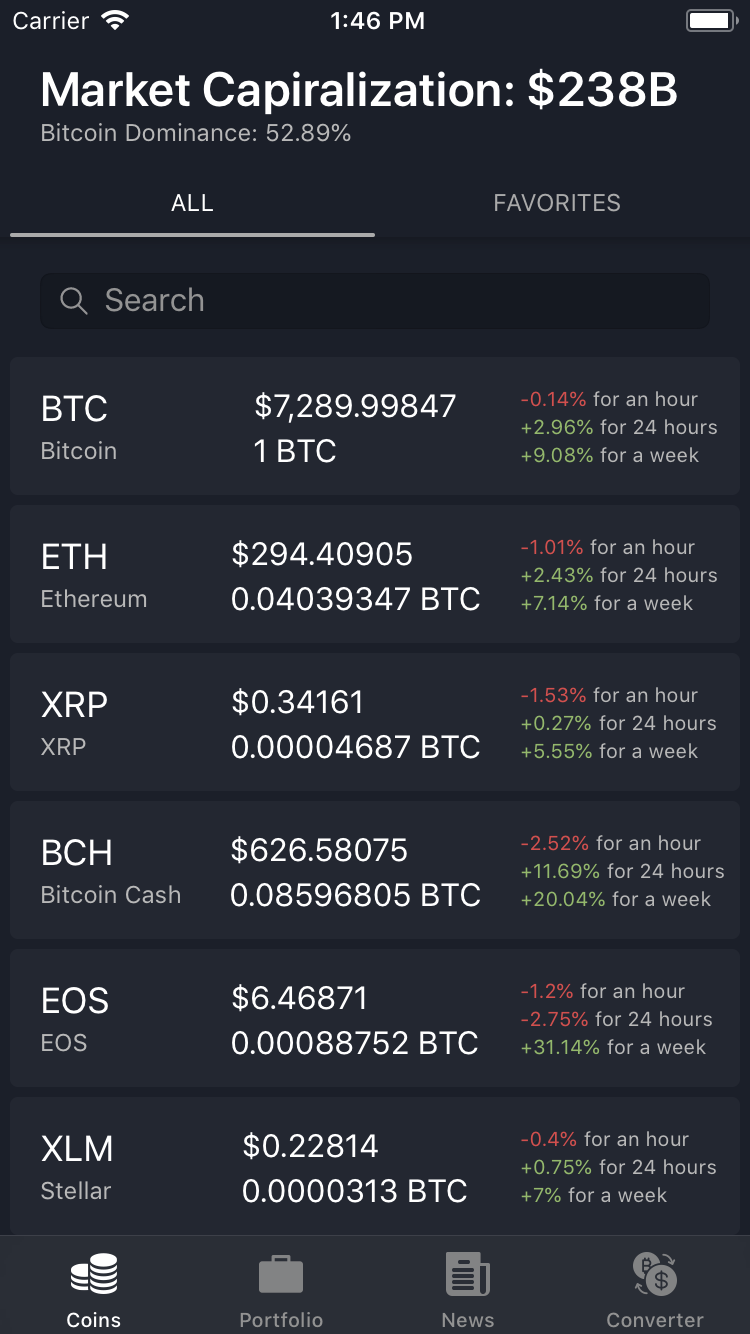 Carrier 1:46 PM
Market Capiralization: $238B
Bitcoin Dominance: 52.89%
ALL FAVORITES
Search
BTC
Bitcoin
$7,289.99847
1 BTC
-0.14% for an hour
+2.96% for 24 hours
+9.08% for a week
ETH
Ethereum
$294.40905
0.04039347 BTC
-1.01% for an hour
+2.43% for 24 hours
+7.14% for a week
XRP
XRP
$0.34161
0.00004687 BTC
-1.53% for an hour
+0.27% for 24 hours
+5.55% for a week
BCH
Bitcoin Cash
$626.58075
0.08596805 BTC
-2.52% for an hour
+11.69% for 24 hours
+20.04% for a week
EOS
EOS
$6.46871
0.00088752 BTC
-1.2% for an hour
-2.75% for 24 hours
+31.14% for a week
XLM
Stellar
$0.22814
0.0000313 BTC
-0.4% for an hour
+0.75% for 24 hours
+7% for a week
Coins Portfolio News Converter